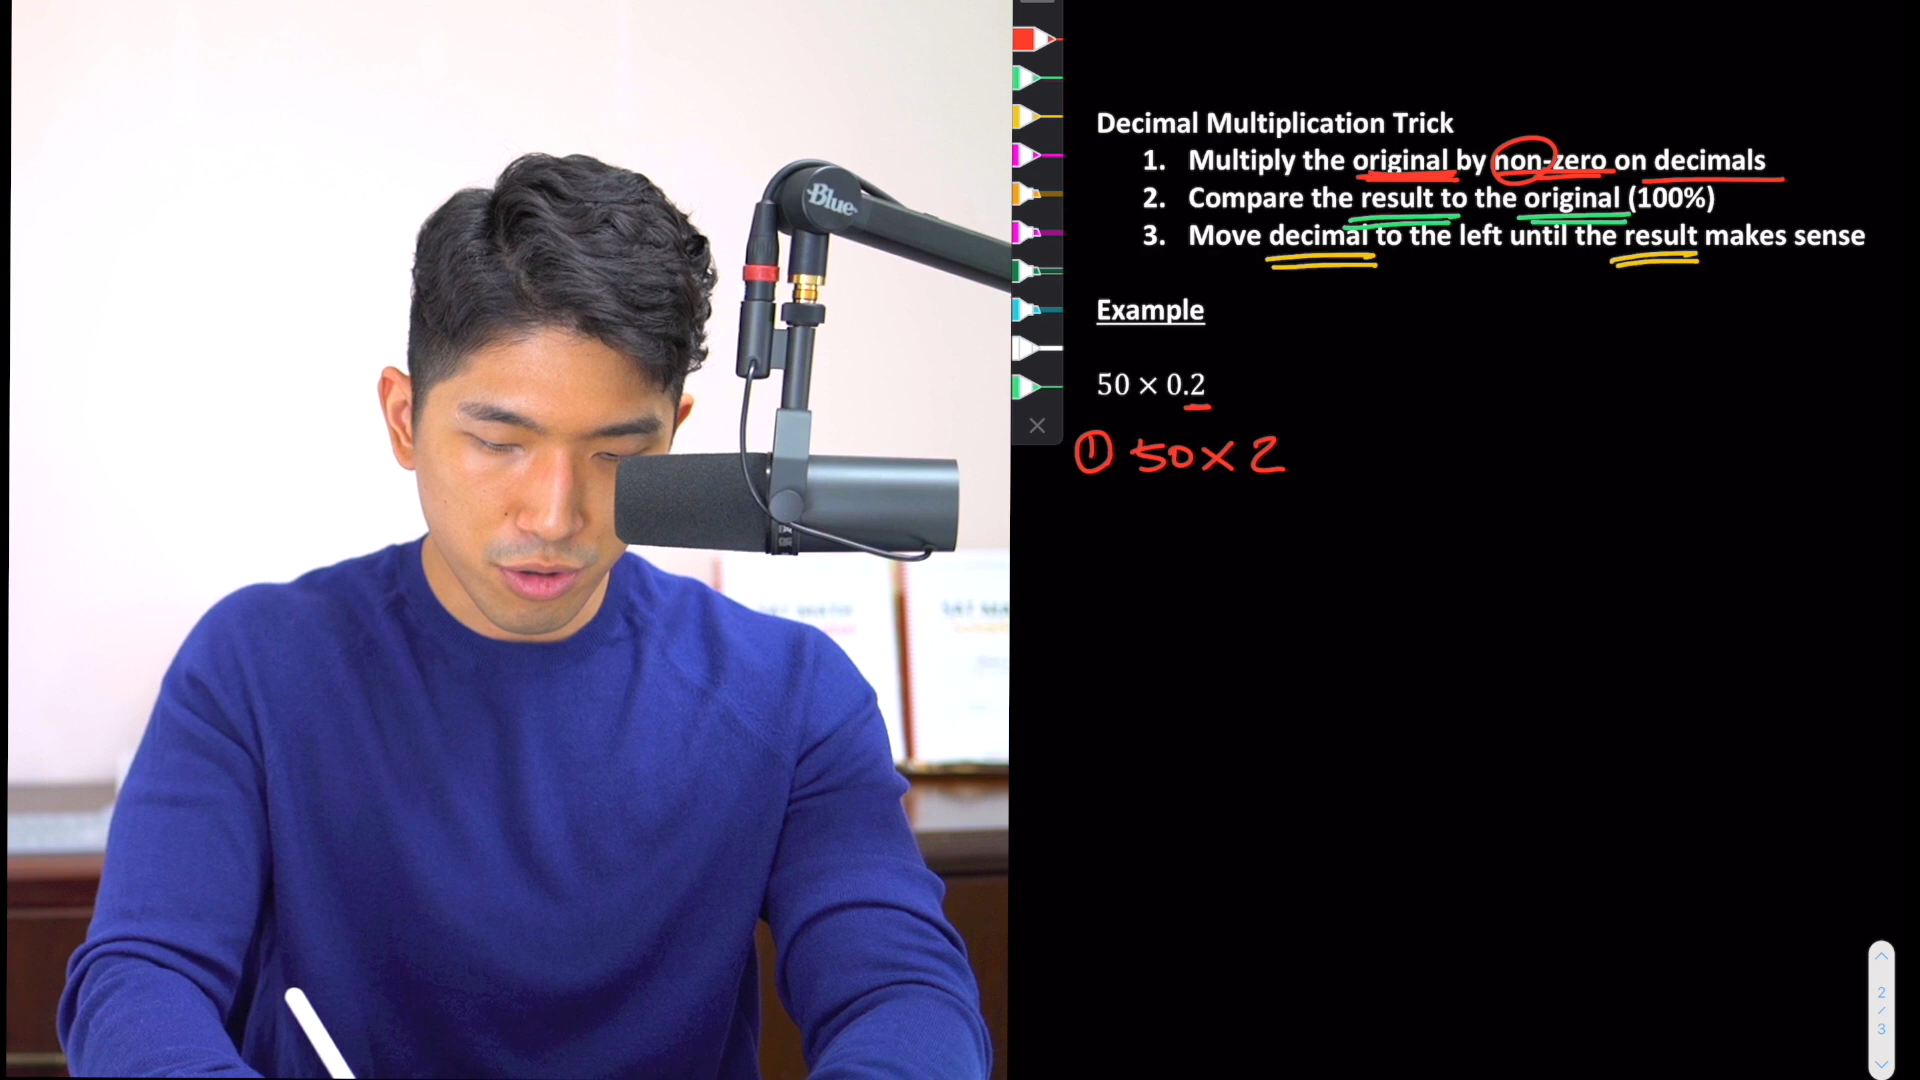 Blue
Decimal Multiplication Trick
1. Multiply the original by non-zero on decimals
2. Compare the result to the original (100%)
3. Move decimal to the left until the result makes sense
Example
50 × 0.2
① 50 × 2
2
/
3